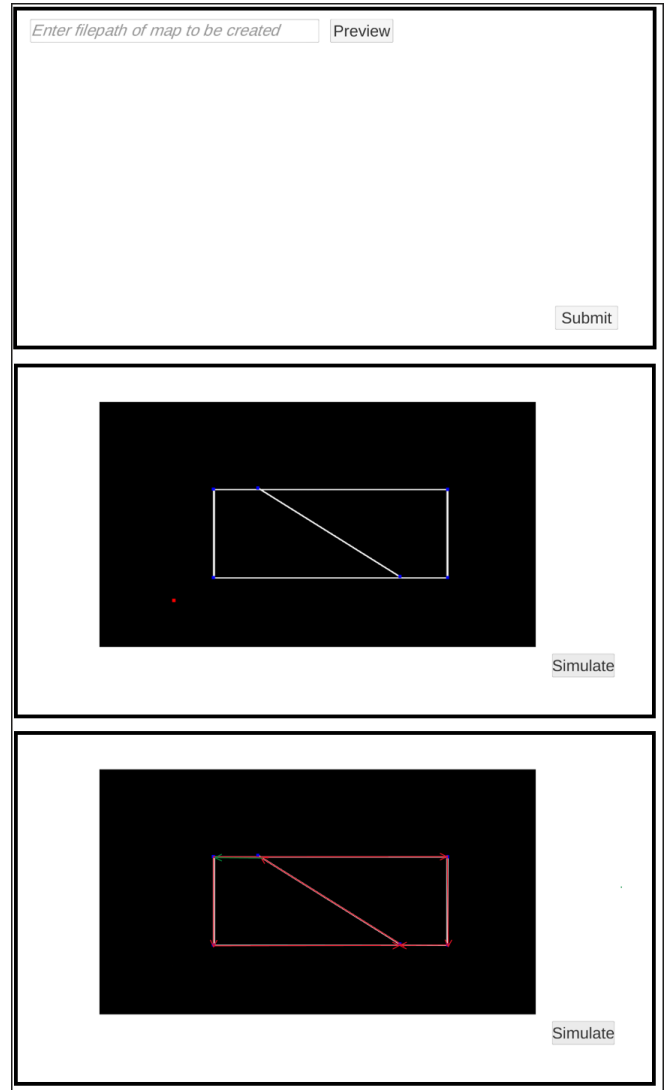 Enter filepath of map to be created Preview
Submit
Simulate
Simulate